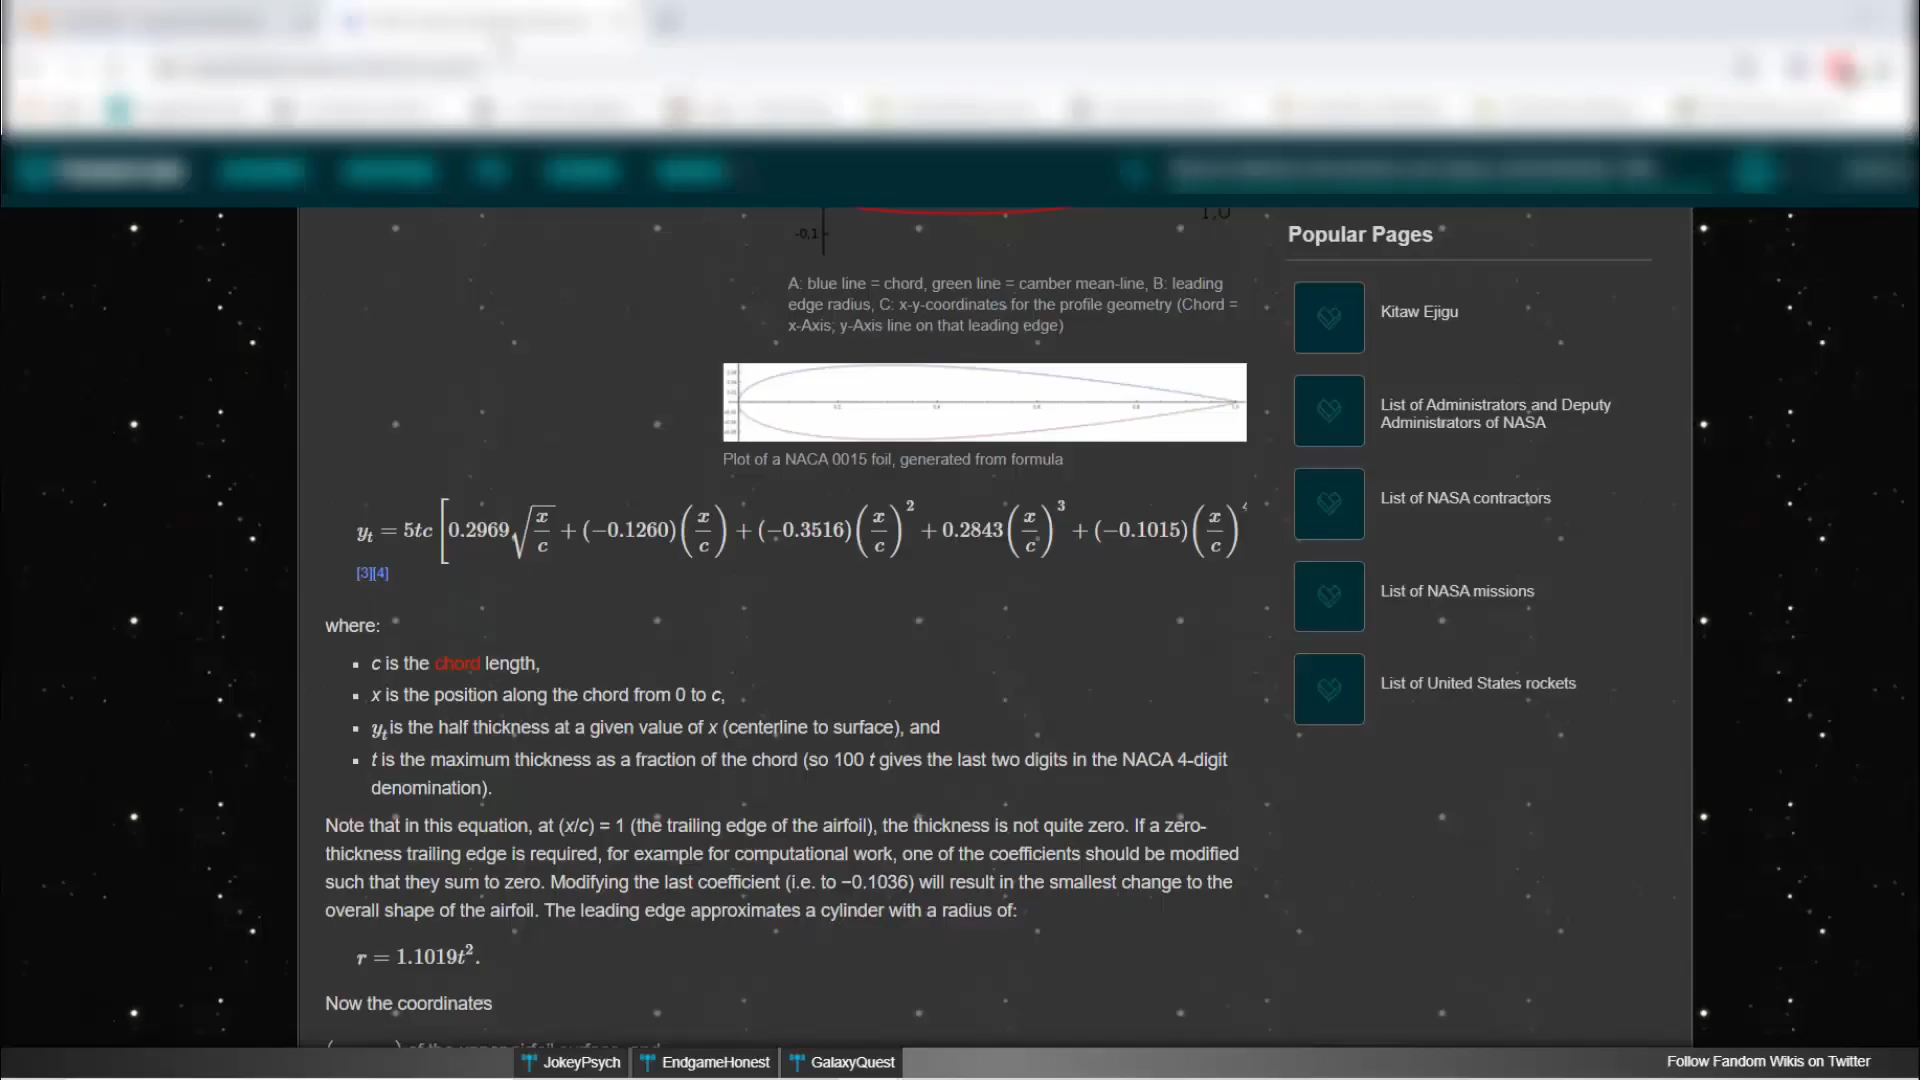 1,0
-0,1
A: blue line = chord, green line = camber mean-line, B: leading
edge radius, C: x-y-coordinates for the profile geometry (Chord =
x-Axis; y-Axis line on that leading edge)
Plot of a NACA 0015 foil, generated from formula
y_t = 5tc [0.2969√(x/c) + (−0.1260)(x/c) + (−0.3516)(x/c)^2 + 0.2843(x/c)^3 + (−0.1015)(x/c)
[3][4]
where:
c is the chord length,
x is the position along the chord from 0 to c,
y_t is the half thickness at a given value of x (centerline to surface), and
t is the maximum thickness as a fraction of the chord (so 100 t gives the last two digits in the NACA 4-digit
denomination).
Note that in this equation, at (x/c) = 1 (the trailing edge of the airfoil), the thickness is not quite zero. If a zero-
thickness trailing edge is required, for example for computational work, one of the coefficients should be modified
such that they sum to zero. Modifying the last coefficient (i.e. to −0.1036) will result in the smallest change to the
overall shape of the airfoil. The leading edge approximates a cylinder with a radius of:
r = 1.1019t^2.
Now the coordinates
Popular Pages
Kitaw Ejigu
List of Administrators and Deputy
Administrators of NASA
List of NASA contractors
List of NASA missions
List of United States rockets
JokeyPsych
EndgameHonest
GalaxyQuest
Follow Fandom Wikis on Twitter